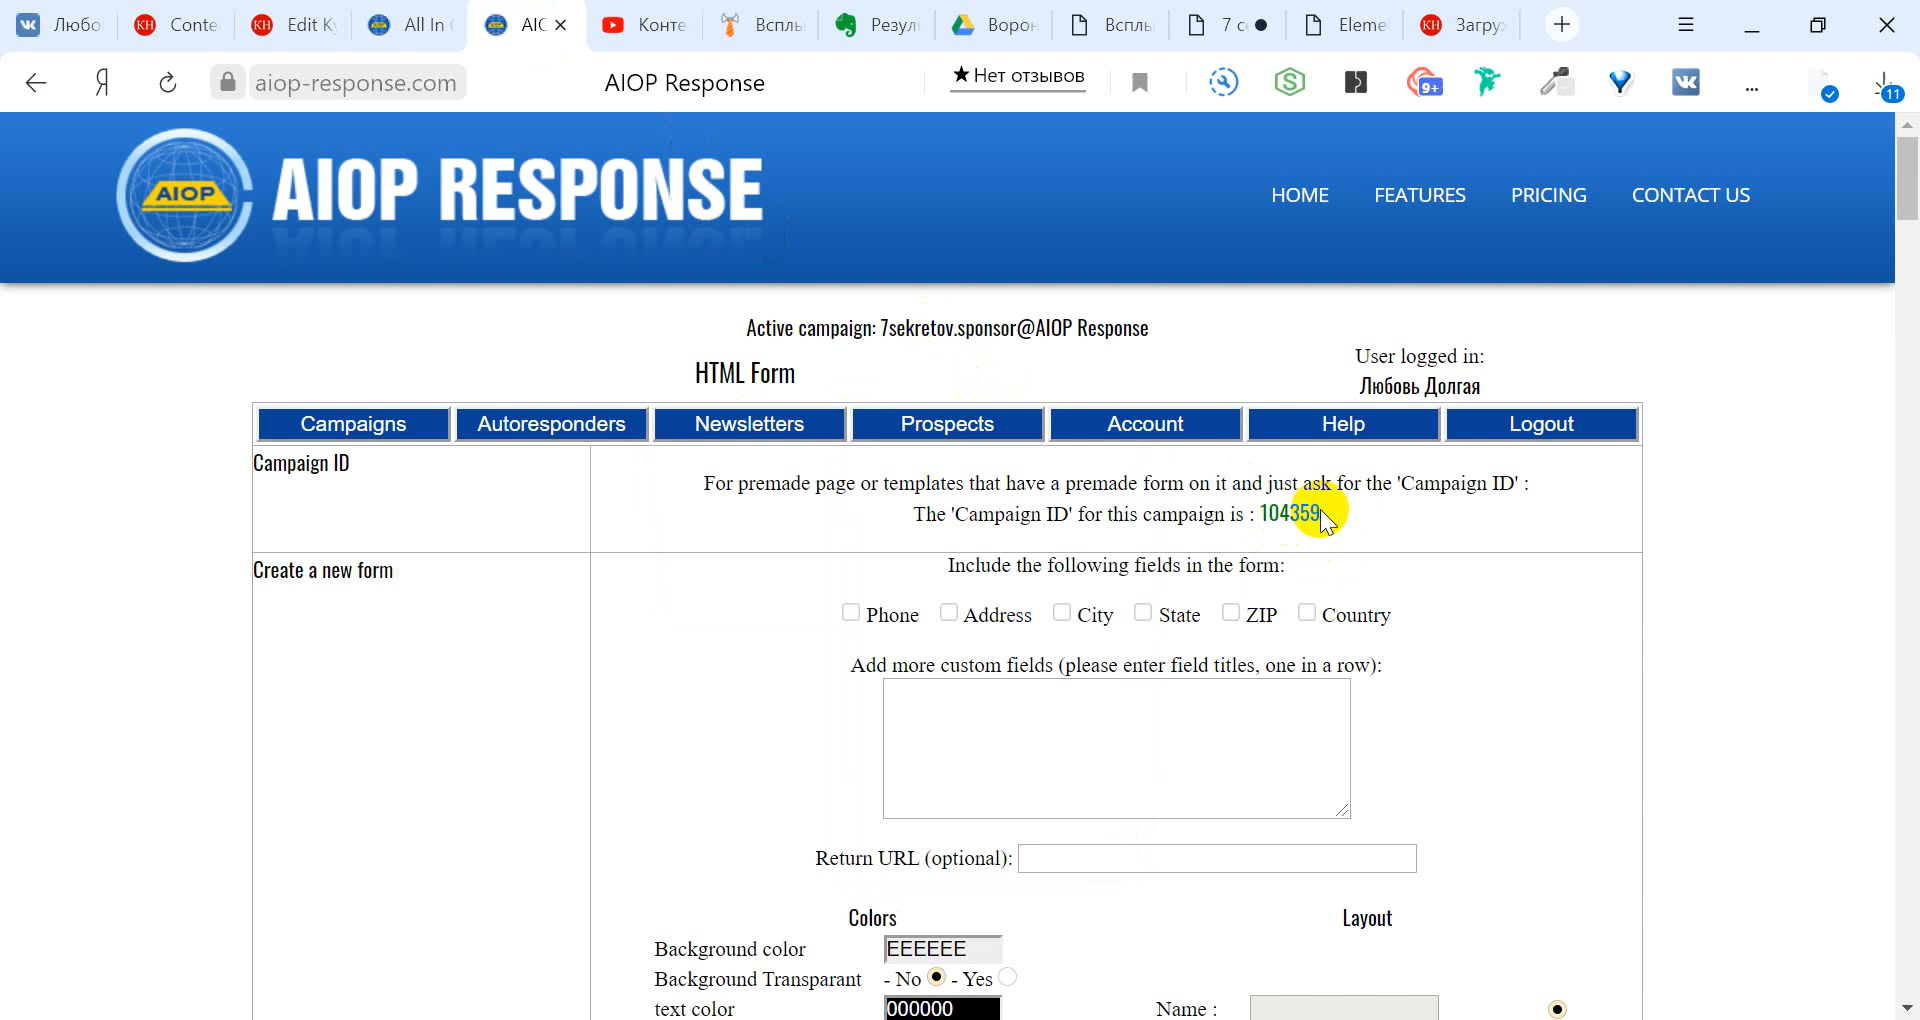 Любо Conte Edit К All In AIC Конте Всплы Резул Ворон Всплы 7 с Eleme Загру
aiop-response.com AIOP Response ★ Нет отзывов 9+ ... 11
AIOP AIOP RESPONSE
HOME FEATURES PRICING CONTACT US
Active campaign: 7sekretov.sponsor@AIOP Response
User logged in:
HTML Form
Любовь Долгая
Campaigns Autoresponders Newsletters Prospects Account Help Logout
Campaign ID
For premade page or templates that have a premade form on it and just ask for the 'Campaign ID' :
The 'Campaign ID' for this campaign is : 104359
Create a new form
Include the following fields in the form:
Phone Address City State ZIP Country
Add more custom fields (please enter field titles, one in a row):
Return URL (optional):
Colors Layout
Background color EEEEEE
Background Transparant - No - Yes
text color 000000 Name :